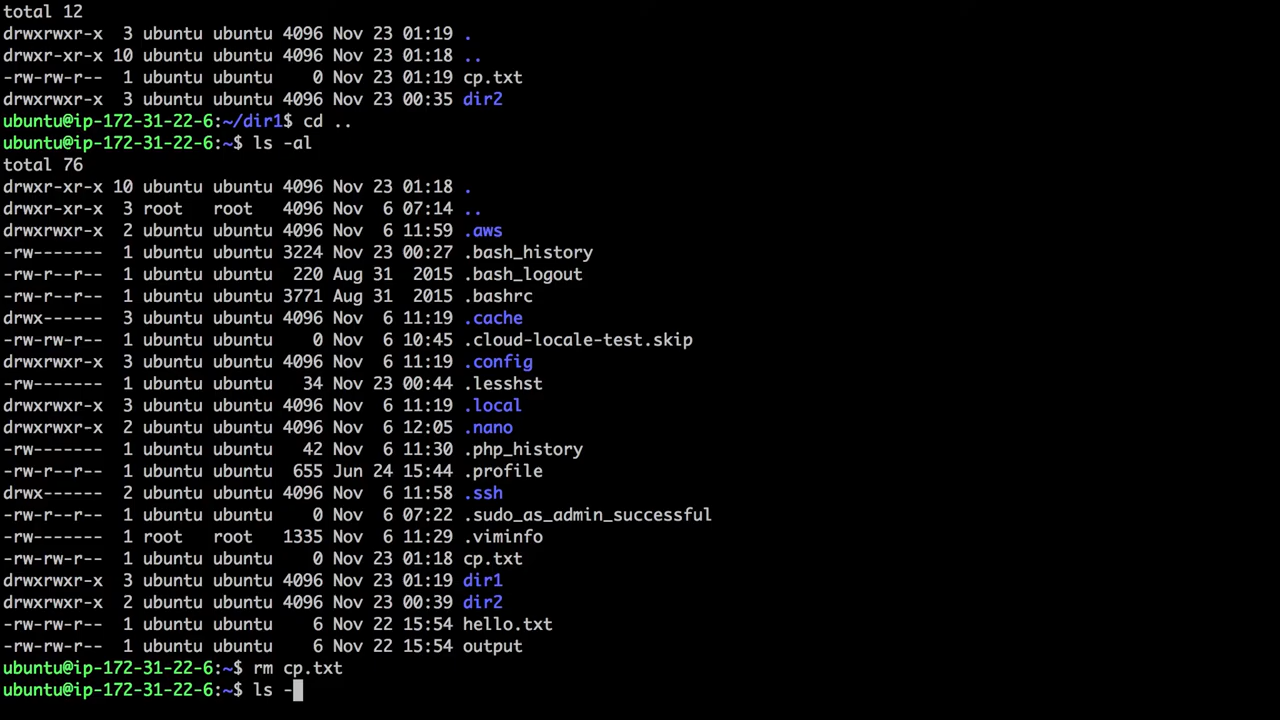 total 12
drwxrwxr-x  3 ubuntu ubuntu 4096 Nov 23 01:19 .
drwxr-xr-x 10 ubuntu ubuntu 4096 Nov 23 01:18 ..
-rw-rw-r--  1 ubuntu ubuntu    0 Nov 23 01:19 cp.txt
drwxrwxr-x  3 ubuntu ubuntu 4096 Nov 23 00:35 dir2
ubuntu@ip-172-31-22-6:~/dir1$ cd ..
ubuntu@ip-172-31-22-6:~$ ls -al
total 76
drwxr-xr-x 10 ubuntu ubuntu 4096 Nov 23 01:18 .
drwxr-xr-x  3 root   root   4096 Nov  6 07:14 ..
drwxrwxr-x  2 ubuntu ubuntu 4096 Nov  6 11:59 .aws
-rw-------  1 ubuntu ubuntu 3224 Nov 23 00:27 .bash_history
-rw-r--r--  1 ubuntu ubuntu  220 Aug 31  2015 .bash_logout
-rw-r--r--  1 ubuntu ubuntu 3771 Aug 31  2015 .bashrc
drwx------  3 ubuntu ubuntu 4096 Nov  6 11:19 .cache
-rw-rw-r--  1 ubuntu ubuntu    0 Nov  6 10:45 .cloud-locale-test.skip
drwxrwxr-x  3 ubuntu ubuntu 4096 Nov  6 11:19 .config
-rw-------  1 ubuntu ubuntu   34 Nov 23 00:44 .lesshst
drwxrwxr-x  3 ubuntu ubuntu 4096 Nov  6 11:19 .local
drwxrwxr-x  2 ubuntu ubuntu 4096 Nov  6 12:05 .nano
-rw-------  1 ubuntu ubuntu   42 Nov  6 11:30 .php_history
-rw-r--r--  1 ubuntu ubuntu  655 Jun 24 15:44 .profile
drwx------  2 ubuntu ubuntu 4096 Nov  6 11:58 .ssh
-rw-r--r--  1 ubuntu ubuntu    0 Nov  6 07:22 .sudo_as_admin_successful
-rw-------  1 root   root   1335 Nov  6 11:29 .viminfo
-rw-rw-r--  1 ubuntu ubuntu    0 Nov 23 01:18 cp.txt
drwxrwxr-x  3 ubuntu ubuntu 4096 Nov 23 01:19 dir1
drwxrwxr-x  2 ubuntu ubuntu 4096 Nov 23 00:39 dir2
-rw-rw-r--  1 ubuntu ubuntu    6 Nov 22 15:54 hello.txt
-rw-rw-r--  1 ubuntu ubuntu    6 Nov 22 15:54 output
ubuntu@ip-172-31-22-6:~$ rm cp.txt
ubuntu@ip-172-31-22-6:~$ ls -